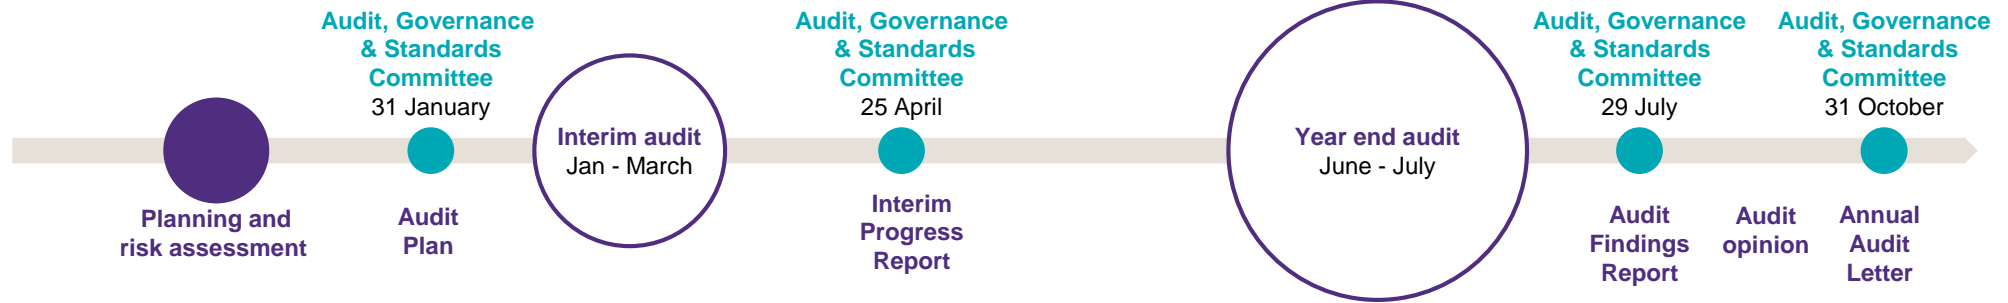 Audit, Governance
& Standards
Committee
31 January
Audit, Governance
& Standards
Committee
25 April
Audit, Governance
& Standards
Committee
29 July
Audit, Governance
& Standards
Committee
31 October
Interim audit
Jan - March
Year end audit
June - July
Planning and
risk assessment
Audit
Plan
Interim
Progress
Report
Audit
Findings
Report
Audit
opinion
Annual
Audit
Letter